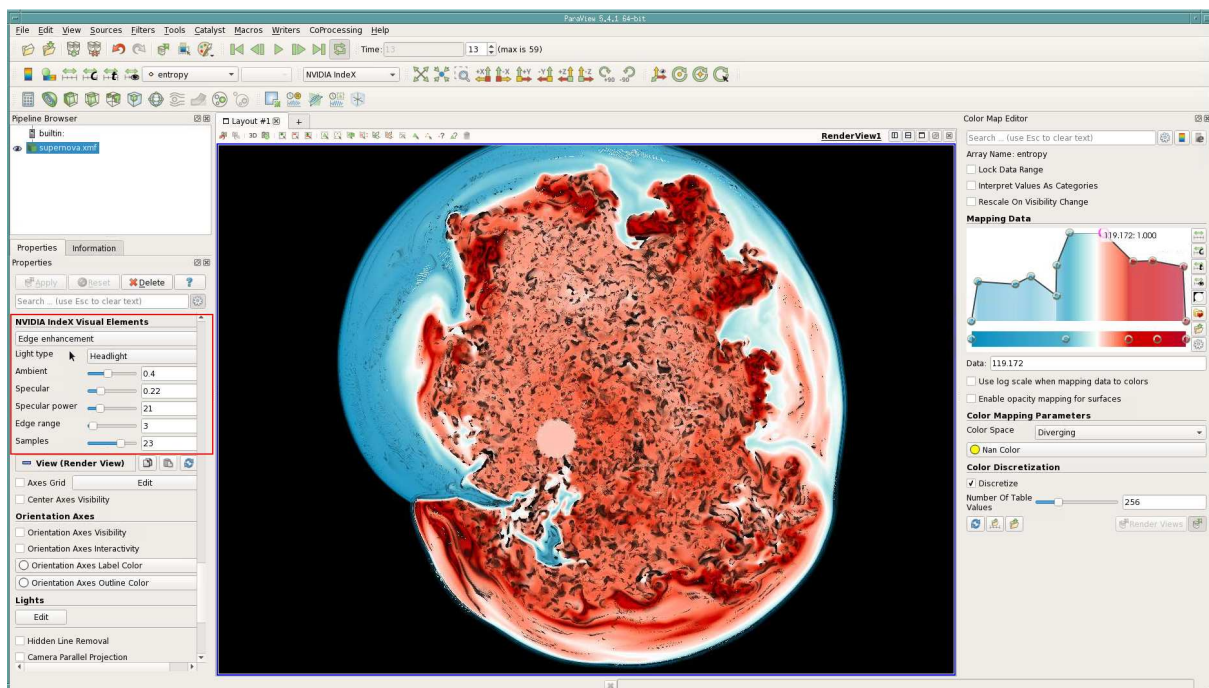 ParaView 5.4.1 64-bit
File Edit View Sources Filters Tools Catalyst Macros Writers CoProcessing Help
Time: 13 13 (max is 59)
entropy NVIDIA IndeX +X -X +Y -Y +Z -Z +90 -90
Pipeline Browser
builtin:
supernova.xmf
Properties Information
Properties
Apply Reset Delete ?
Search ... (use Esc to clear text)
NVIDIA IndeX Visual Elements
Edge enhancement
Light type Headlight
Ambient 0.4
Specular 0.22
Specular power 21
Edge range 3
Samples 23
View (Render View)
Axes Grid Edit
Center Axes Visibility
Orientation Axes
Orientation Axes Visibility
Orientation Axes Interactivity
Orientation Axes Label Color
Orientation Axes Outline Color
Lights
Edit
Hidden Line Removal
Camera Parallel Projection
Layout #1 +
3D RenderView1
Color Map Editor
Search ... (use Esc to clear text)
Array Name: entropy
Lock Data Range
Interpret Values As Categories
Rescale On Visibility Change
Mapping Data
119.172: 1.000
Data: 119.172
Use log scale when mapping data to colors
Enable opacity mapping for surfaces
Color Mapping Parameters
Color Space Diverging
Nan Color
Color Discretization
Discretize
Number Of Table Values 256
Render Views